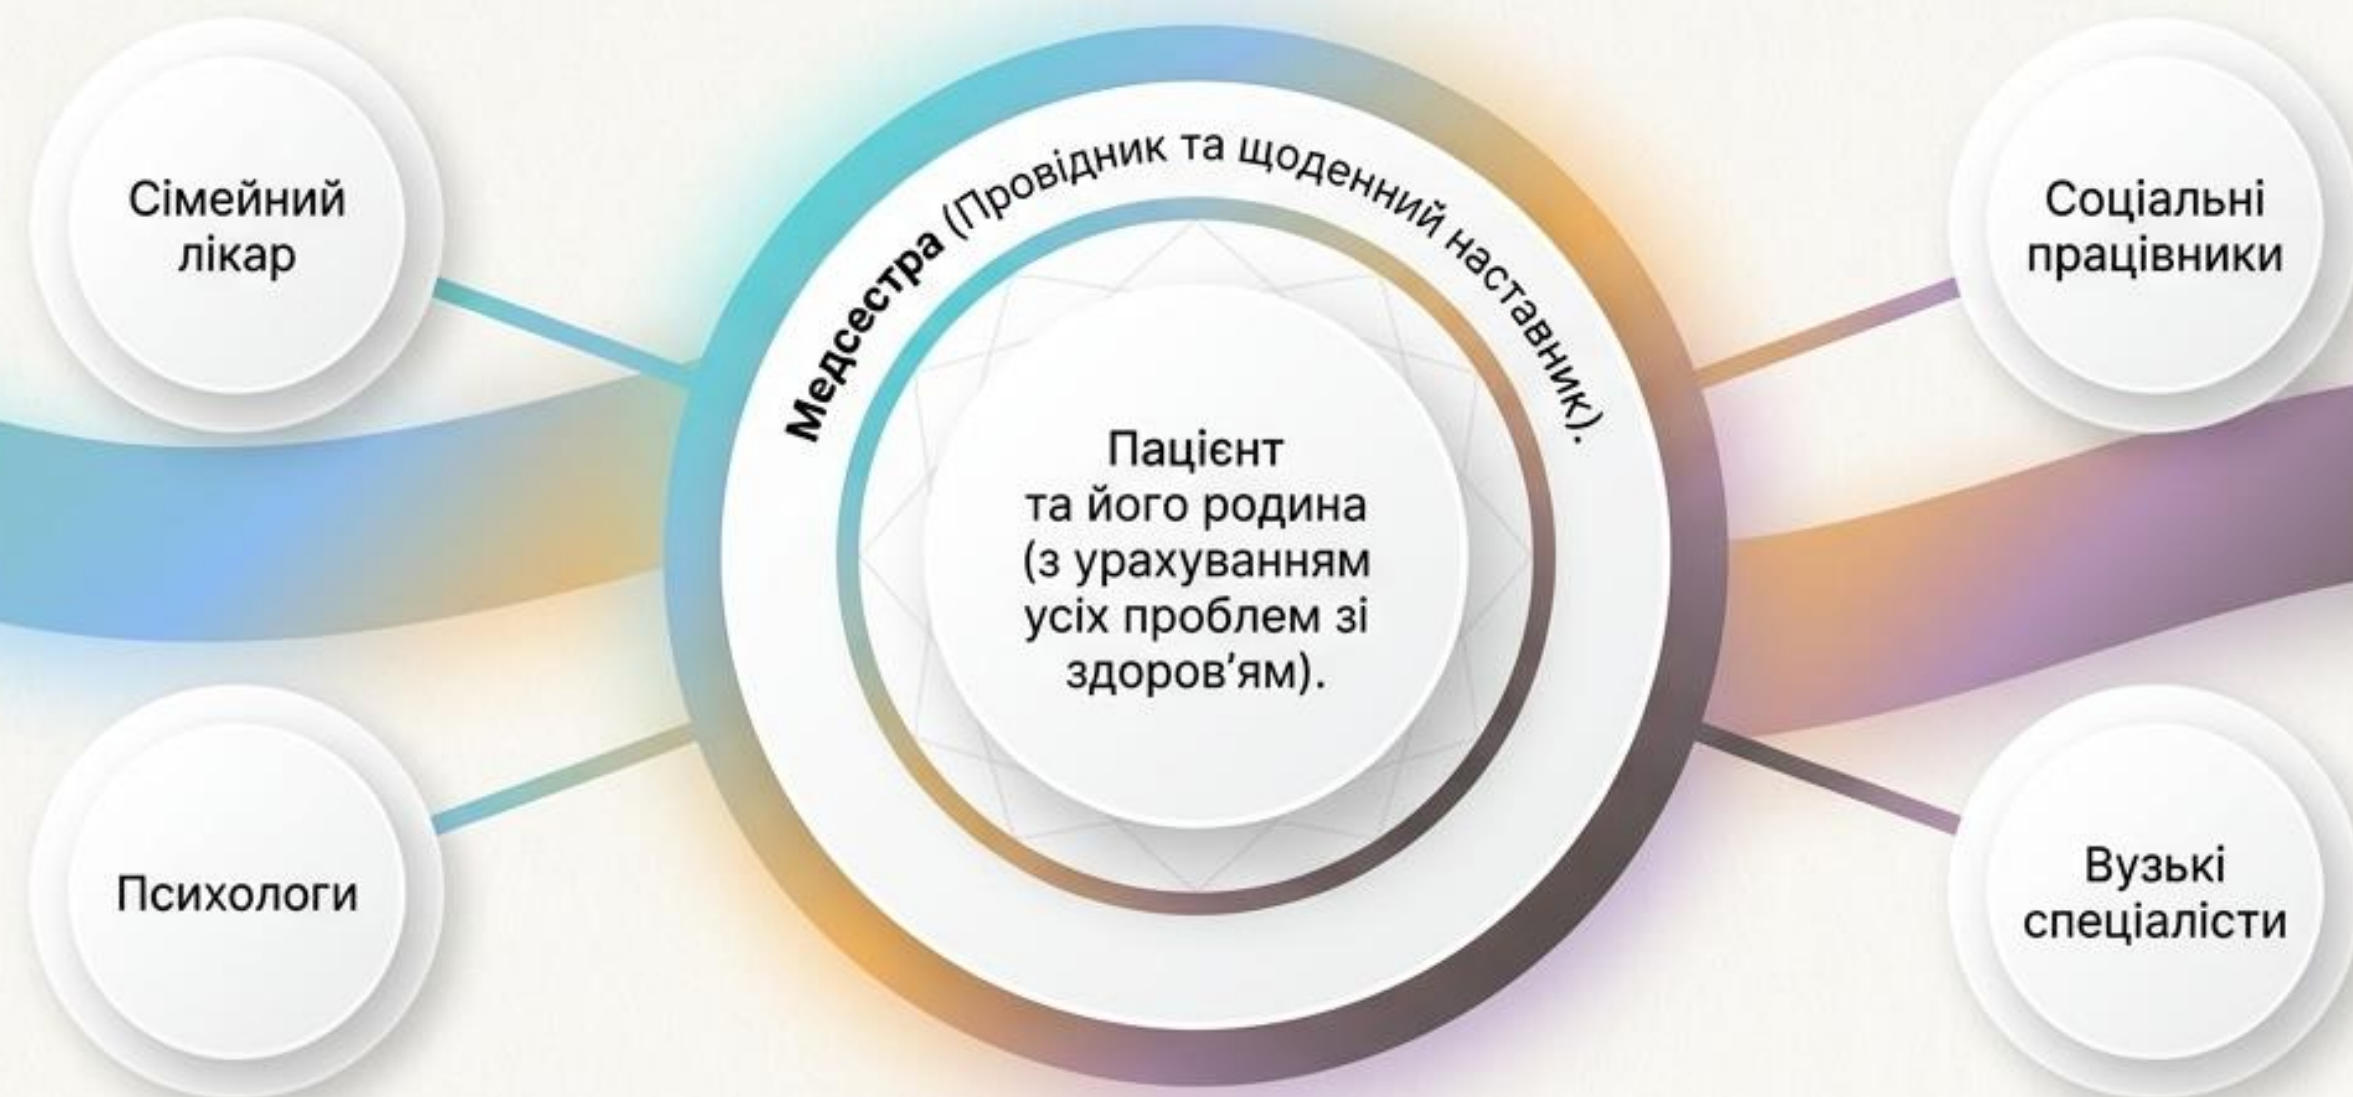 Сімейний
лікар
Медсестра (Провідник та щоденний наставник).
Соціальні
працівники
Пацієнт
та його родина
(з урахуванням
усіх проблем зі
здоров’ям).
Психологи
Вузькі
спеціалісти